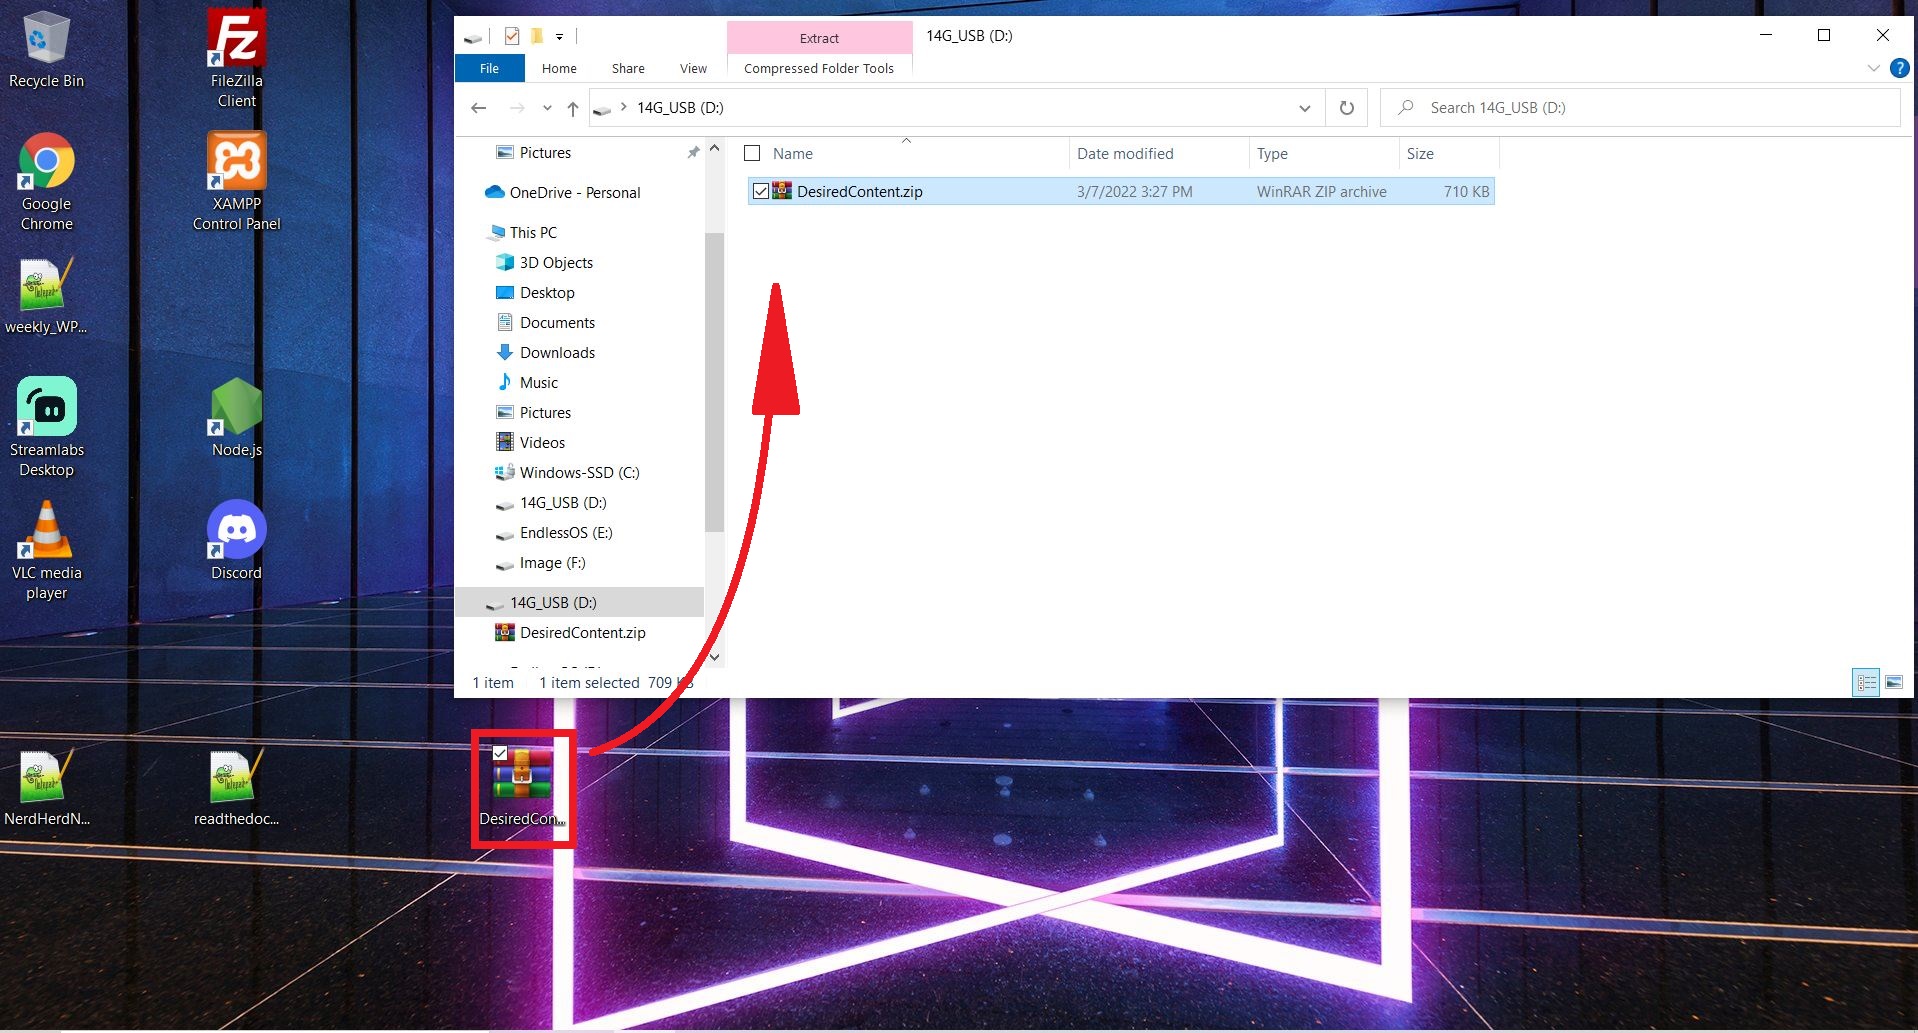 Recycle Bin
FileZilla
Client
Google
Chrome
XAMPP
Control Panel
weekly_WP...
Streamlabs
Desktop
Node.js
VLC media
player
Discord
NerdHerdN...
readthedoc...
DesiredCon...
Extract
14G_USB (D:)
File
Home
Share
View
Compressed Folder Tools
14G_USB (D:)
Search 14G_USB (D:)
Pictures
OneDrive - Personal
This PC
3D Objects
Desktop
Documents
Downloads
Music
Pictures
Videos
Windows-SSD (C:)
14G_USB (D:)
EndlessOS (E:)
Image (F:)
14G_USB (D:)
DesiredContent.zip
Name
Date modified
Type
Size
DesiredContent.zip
3/7/2022 3:27 PM
WinRAR ZIP archive
710 KB
1 item
1 item selected 709 KB